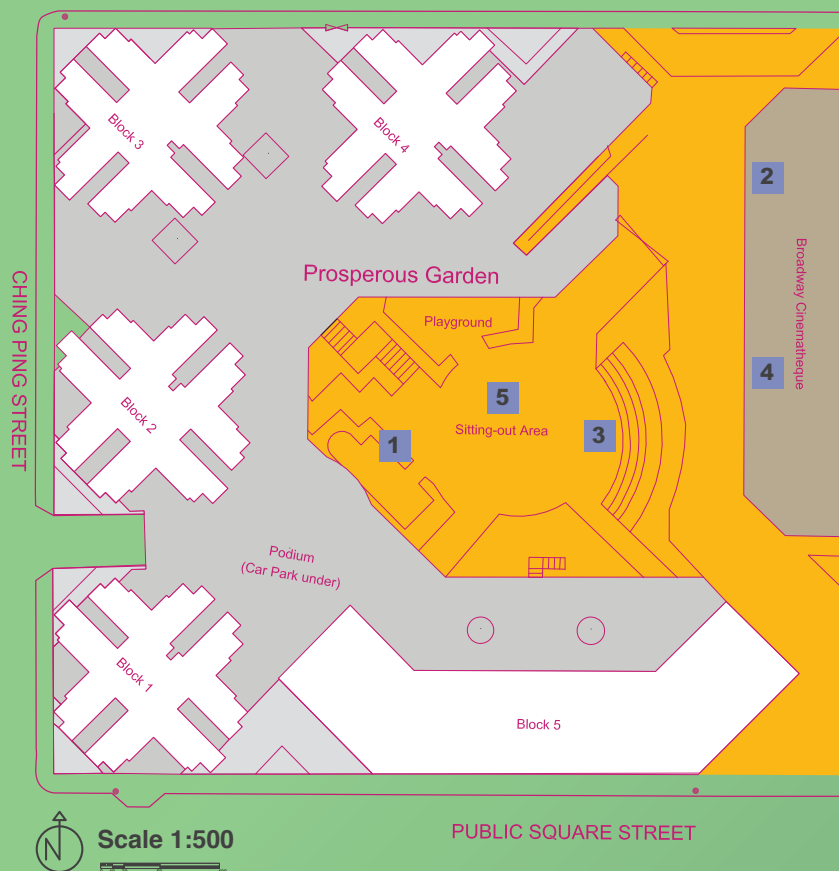 Block 3
Block 4
2
Broadway Cinematheque
CHING PING STREET
Prosperous Garden
Playground
4
5
Block 2
1
Sitting-out Area
3
Podium
(Car Park under)
Block 1
Block 5
N
Scale 1:500
PUBLIC SQUARE STREET